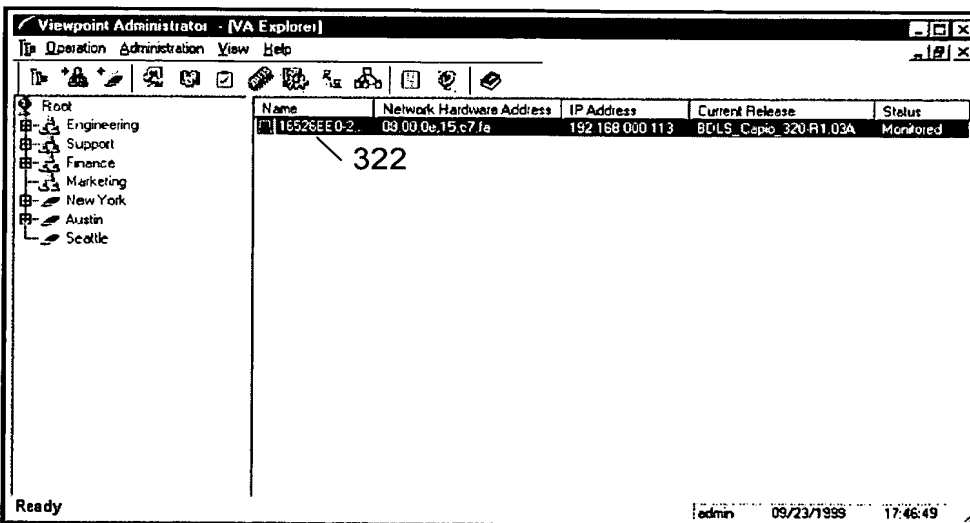 Viewpoint Administrator - [VA Explorer]
Operation Administration View Help
Root
Engineering
Support
Finance
Marketing
New York
Austin
Seattle
Name Network Hardware Address IP Address Current Release Status
16526EE0-2.. 08,00,0e,15,c7,fa 192.168.000.113 BDLS_Capio_320-R1.03A Monitored
322
Ready
admin 09/23/1999 17:46:49